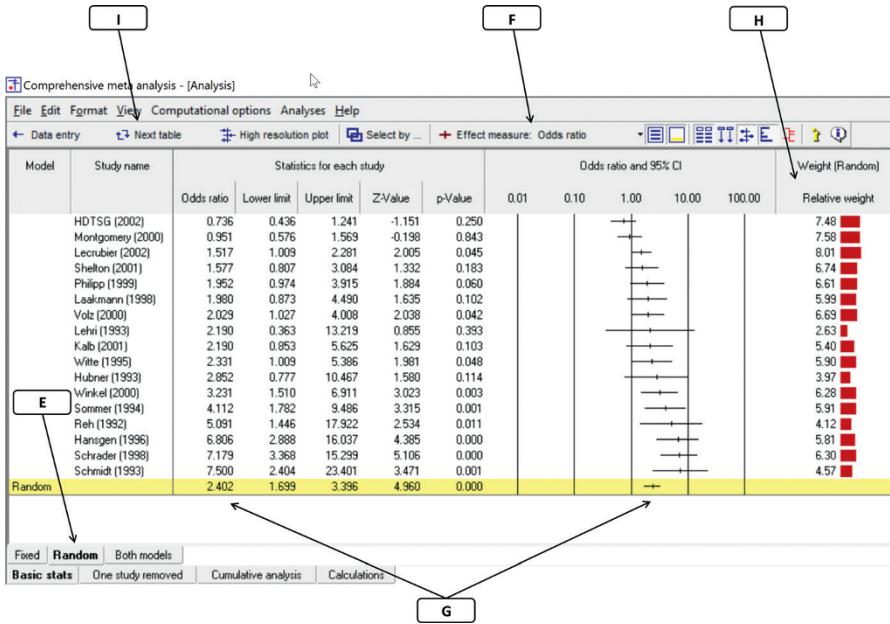 I F H
Comprehensive meta analysis - [Analysis]
File Edit Format View Computational options Analyses Help
← Data entry Next table High resolution plot Select by ... + Effect measure: Odds ratio
Model Study name Statistics for each study Odds ratio and 95% CI Weight (Random)
Odds ratio Lower limit Upper limit Z-Value p-Value 0.01 0.10 1.00 10.00 100.00 Relative weight
HDTSG (2002) 0.736 0.436 1.241 -1.151 0.250 7.48
Montgomery (2000) 0.951 0.576 1.569 -0.198 0.843 7.58
Lecrubier (2002) 1.517 1.009 2.281 2.005 0.045 8.01
Shelton (2001) 1.577 0.807 3.084 1.332 0.183 6.74
Philipp (1999) 1.952 0.974 3.915 1.884 0.060 6.61
Laakmann (1998) 1.980 0.873 4.490 1.635 0.102 5.99
Volz (2000) 2.029 1.027 4.008 2.038 0.042 6.69
Lehri (1993) 2.190 0.363 13.219 0.855 0.393 2.63
Kalb (2001) 2.190 0.853 5.625 1.629 0.103 5.40
Witte (1995) 2.331 1.009 5.386 1.981 0.048 5.90
Hubner (1993) 2.852 0.777 10.467 1.580 0.114 3.97
E Winkel (2000) 3.231 1.510 6.911 3.023 0.003 6.28
Sommer (1994) 4.112 1.782 9.486 3.315 0.001 5.91
Reh (1992) 5.091 1.446 17.922 2.534 0.011 4.12
Hansgen (1996) 6.806 2.888 16.037 4.385 0.000 5.81
Schrader (1998) 7.179 3.368 15.299 5.106 0.000 6.30
Schmidt (1993) 7.500 2.404 23.401 3.471 0.001 4.57
Random 2.402 1.699 3.396 4.960 0.000
Fixed Random Both models
Basic stats One study removed Cumulative analysis Calculations
G